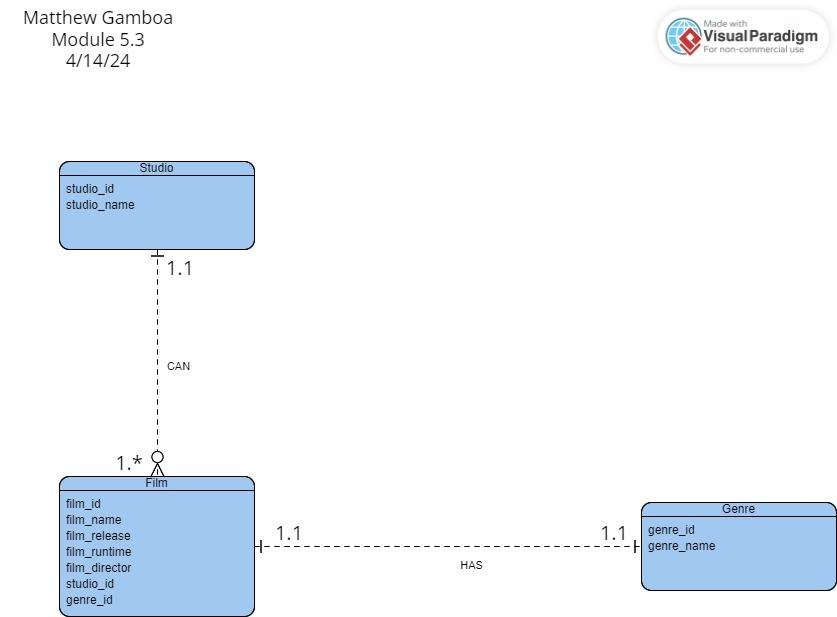 Matthew Gamboa
Module 5.3
4/14/24
Made with
Visual Paradigm
For non-commercial use
Studio
studio_id
studio_name
1.1
CAN
1.*
Film
film_id
film_name
film_release
film_runtime
film_director
studio_id
genre_id
1.1
HAS
1.1
Genre
genre_id
genre_name